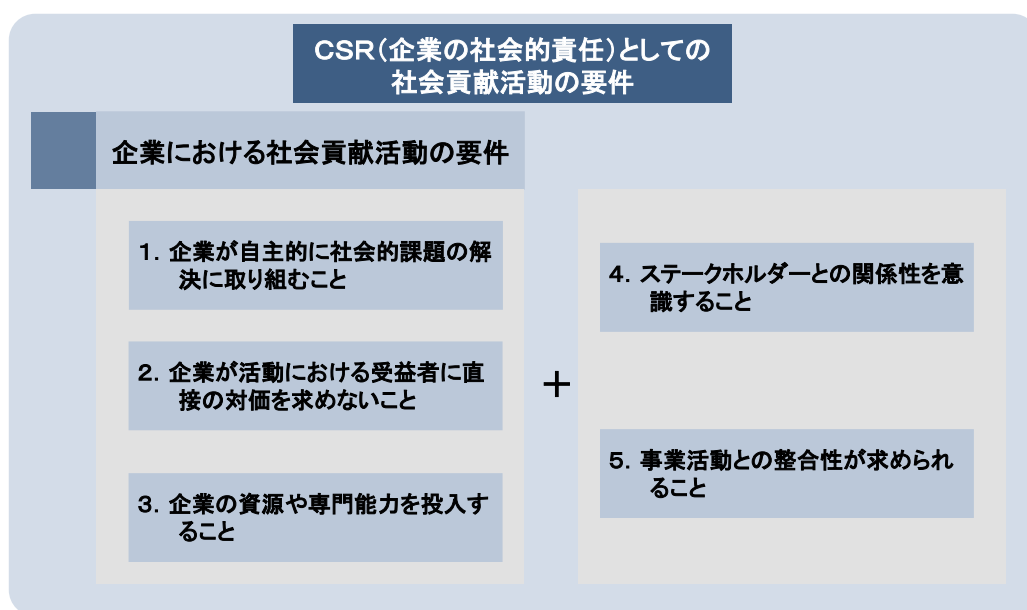 CSR(企業の社会的責任)としての
社会貢献活動の要件
企業における社会貢献活動の要件
1. 企業が自主的に社会的課題の解
決に取り組むこと
2. 企業が活動における受益者に直
接の対価を求めないこと
3. 企業の資源や専門能力を投入す
ること
+
4. ステークホルダーとの関係性を意
識すること
5. 事業活動との整合性が求められ
ること